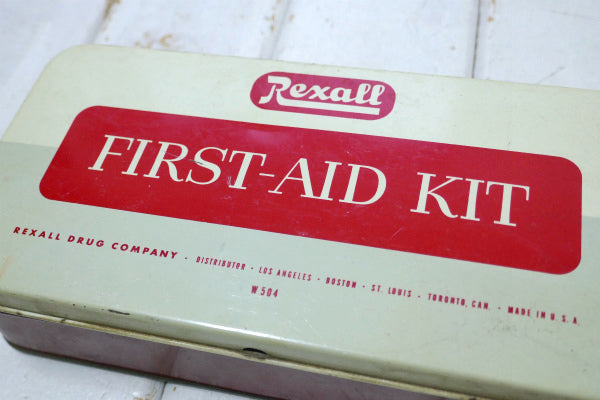 Rexall
FIRST-AID KIT
REXALL DRUG COMPANY · DISTRIBUTOR · LOS ANGELES · BOSTON · ST. LOUIS · TORONTO, CAN. · MADE IN U.S.A.
W504